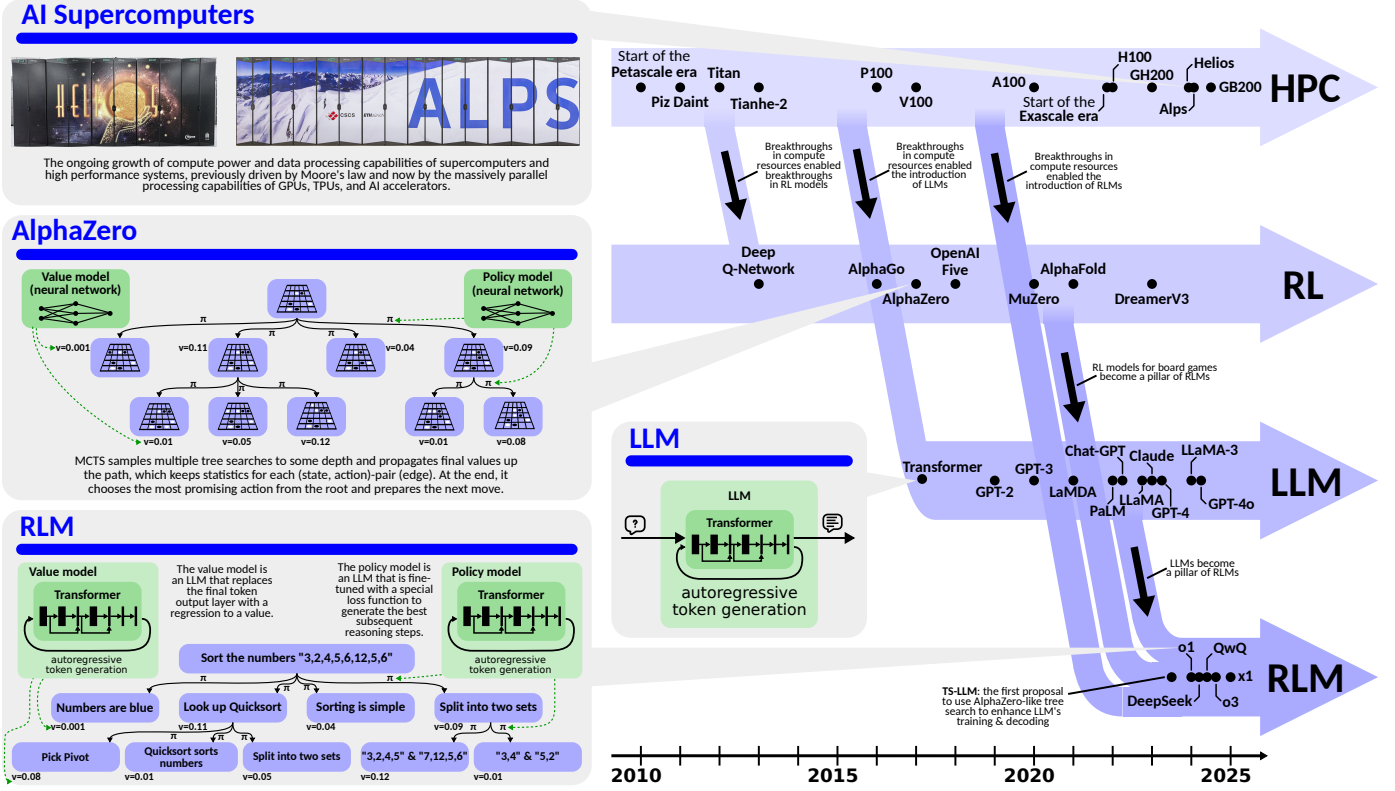 AI Supercomputers
HELIOS
ALPS
CSCS
ETH
The ongoing growth of compute power and data processing capabilities of supercomputers and
high performance systems, previously driven by Moore's law and now by the massively parallel
processing capabilities of GPUs, TPUs, and AI accelerators.
AlphaZero
Value model
(neural network)
Policy model
(neural network)
π
π
v=0.001
v=0.11
v=0.04
v=0.09
π
π
π
π
v=0.01
v=0.05
v=0.12
v=0.01
v=0.08
MCTS samples multiple tree searches to some depth and propagates final values up
the path, which keeps statistics for each (state, action)-pair (edge). At the end, it
chooses the most promising action from the root and prepares the next move.
RLM
Value model
Transformer
autoregressive
token generation
The value model is
an LLM that replaces
the final token
output layer with a
regression to a value.
The policy model is
an LLM that is fine-
tuned with a special
loss function to
generate the best
subsequent
reasoning steps.
Policy model
Transformer
autoregressive
token generation
Sort the numbers "3,2,4,5,6,12,5,6"
π
π
π
π
Numbers are blue
Look up Quicksort
Sorting is simple
Split into two sets
v=0.001
v=0.11
v=0.04
v=0.09
π
π
π
π
π
Pick Pivot
Quicksort sorts
numbers
Split into two sets
"3,2,4,5" & "7,12,5,6"
"3,4" & "5,2"
v=0.08
v=0.01
v=0.05
v=0.12
v=0.01
LLM
LLM
?
Transformer
autoregressive
token generation
HPC
Start of the
Petascale era
Piz Daint
Titan
Tianhe-2
P100
V100
A100
Start of the
Exascale era
H100
GH200
Helios
Alps
GB200
Breakthroughs
in compute
resources enabled
breakthroughs
in RL models
Breakthroughs
in compute
resources enabled
the introduction
of LLMs
Breakthroughs in
compute resources
enabled the
introduction of RLMs
RL
Deep
Q-Network
AlphaGo
AlphaZero
OpenAI
Five
MuZero
AlphaFold
DreamerV3
RL models for board games
become a pillar of RLMs
LLM
Transformer
GPT-2
GPT-3
LaMDA
Chat-GPT
PaLM
LLaMA
Claude
GPT-4
LLaMA-3
GPT-4o
LLMs become
a pillar of RLMs
RLM
TS-LLM: the first proposal
to use AlphaZero-like tree
search to enhance LLM's
training & decoding
o1
DeepSeek
QwQ
o3
x1
2010
2015
2020
2025